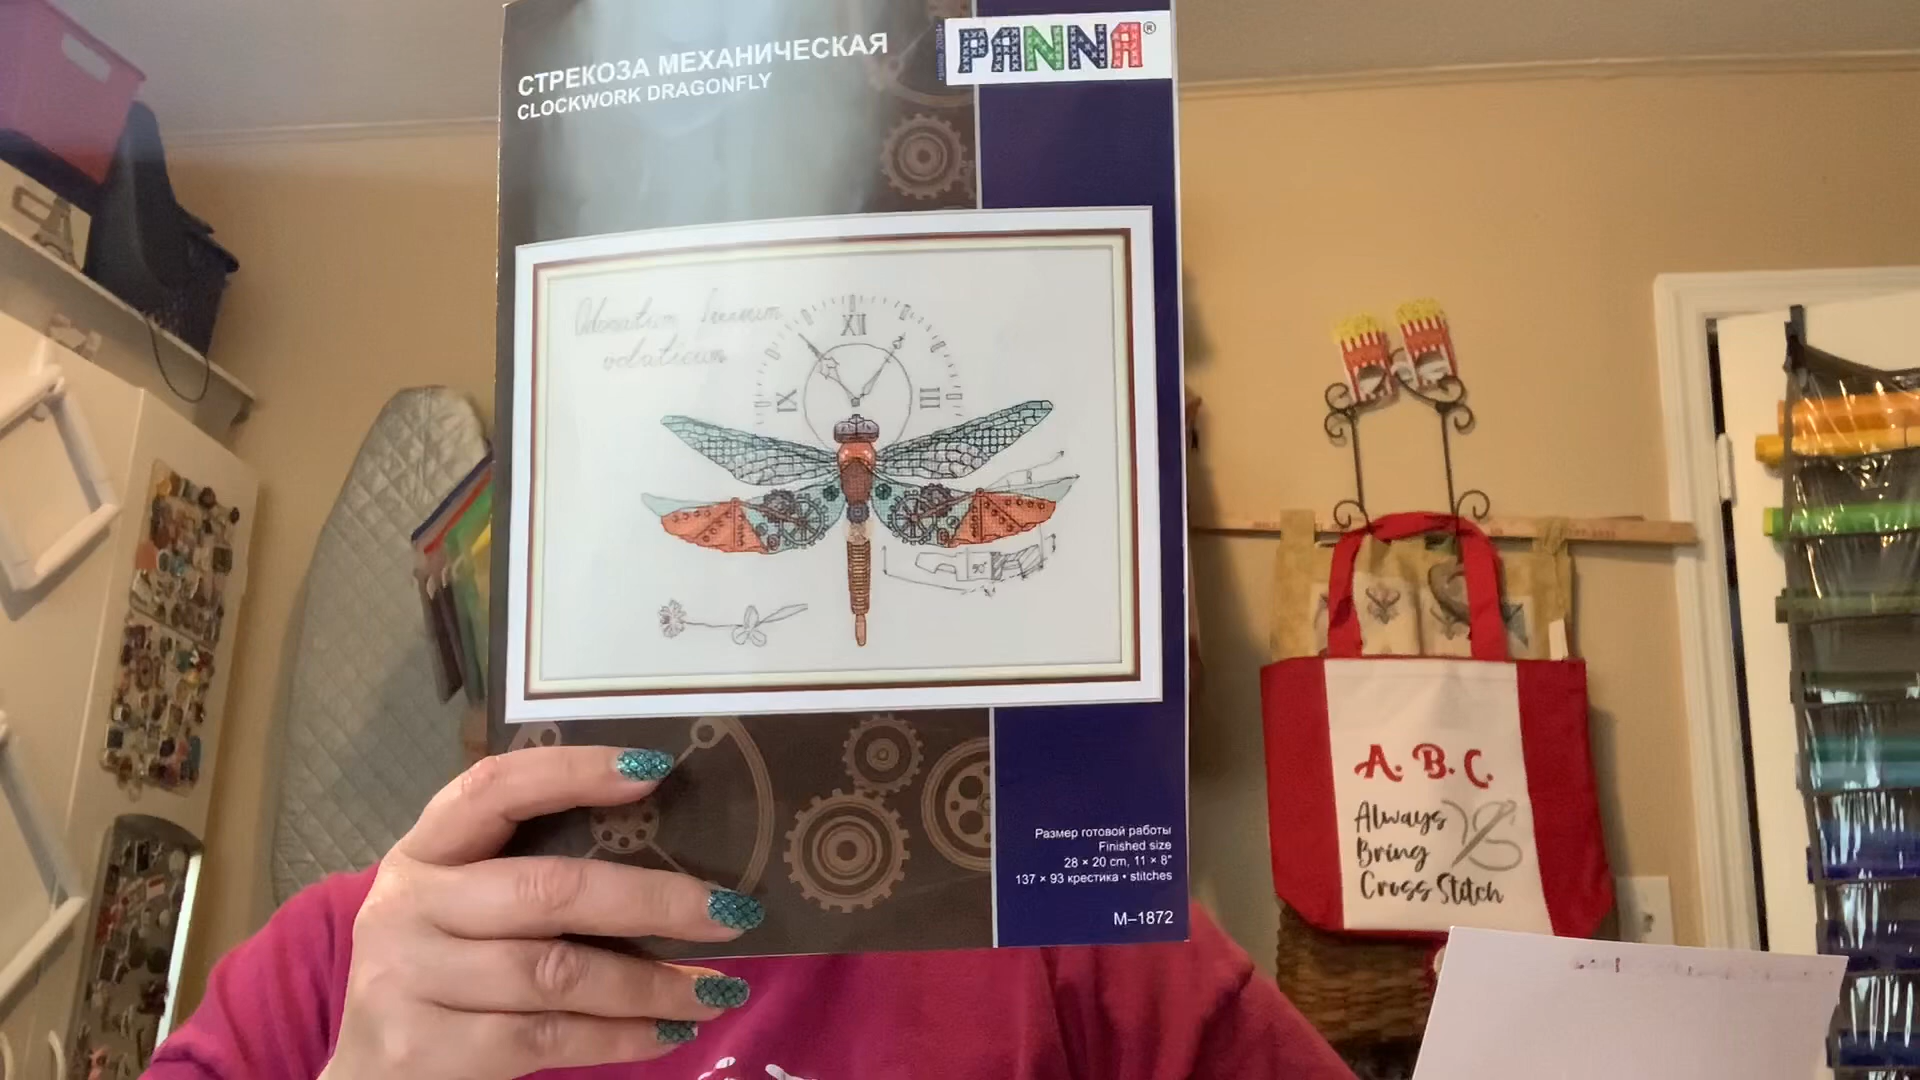 СТРЕКОЗА МЕХАНИЧЕСКАЯ
CLOCKWORK DRAGONFLY
PANNA®
XII
IX
III
90°
Размер готовой работы
Finished size
28 × 20 cm, 11 × 8"
137 × 93 крестика • stitches
M–1872
A. B. C.
Always
Bring
Cross Stitch